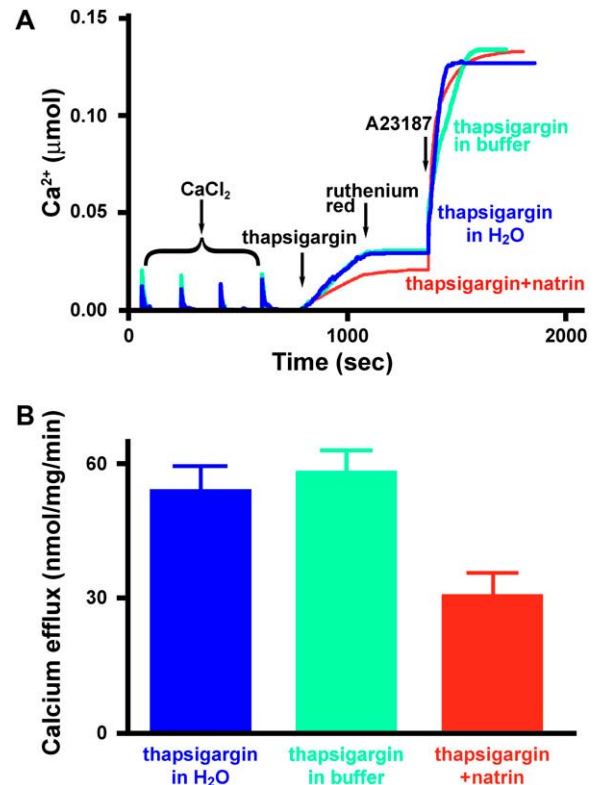 A
Ca²⁺ (μmol)
0.15
0.10
0.05
0.00
CaCl₂
thapsigargin
ruthenium
red
A23187
thapsigargin
in buffer
thapsigargin
in H₂O
thapsigargin+natrin
0
1000
2000
Time (sec)
B
Calcium efflux (nmol/mg/min)
60
30
0
thapsigargin
in H₂O
thapsigargin
in buffer
thapsigargin
+natrin